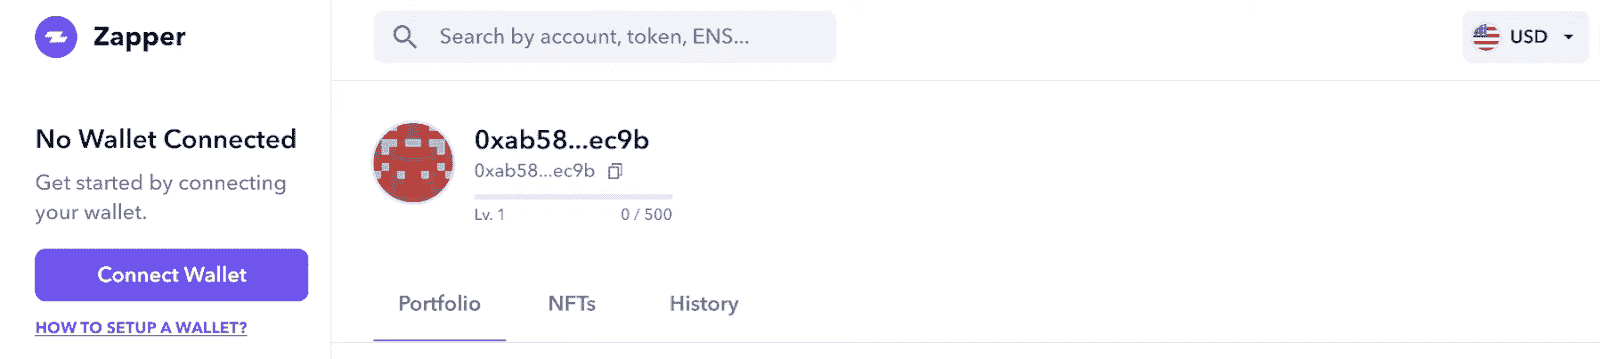 Zapper
Search by account, token, ENS...
USD
No Wallet Connected
Get started by connecting
your wallet.
Connect Wallet
HOW TO SETUP A WALLET?
0xab58...ec9b
0xab58...ec9b
Lv. 1 0 / 500
Portfolio NFTs History